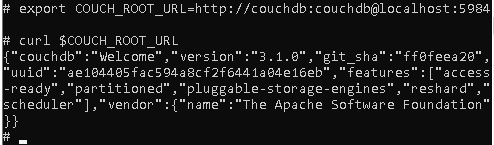 # export COUCH_ROOT_URL=http://couchdb:couchdb@localhost:5984
# curl $COUCH_ROOT_URL
{"couchdb":"Welcome","version":"3.1.0","git_sha":"ff0feea20","
"uuid":"ae104405fac594a8cf2f6441a04e16eb","features":["access
-ready","partitioned","pluggable-storage-engines","reshard","
scheduler"],"vendor":{"name":"The Apache Software Foundation"
}}
#